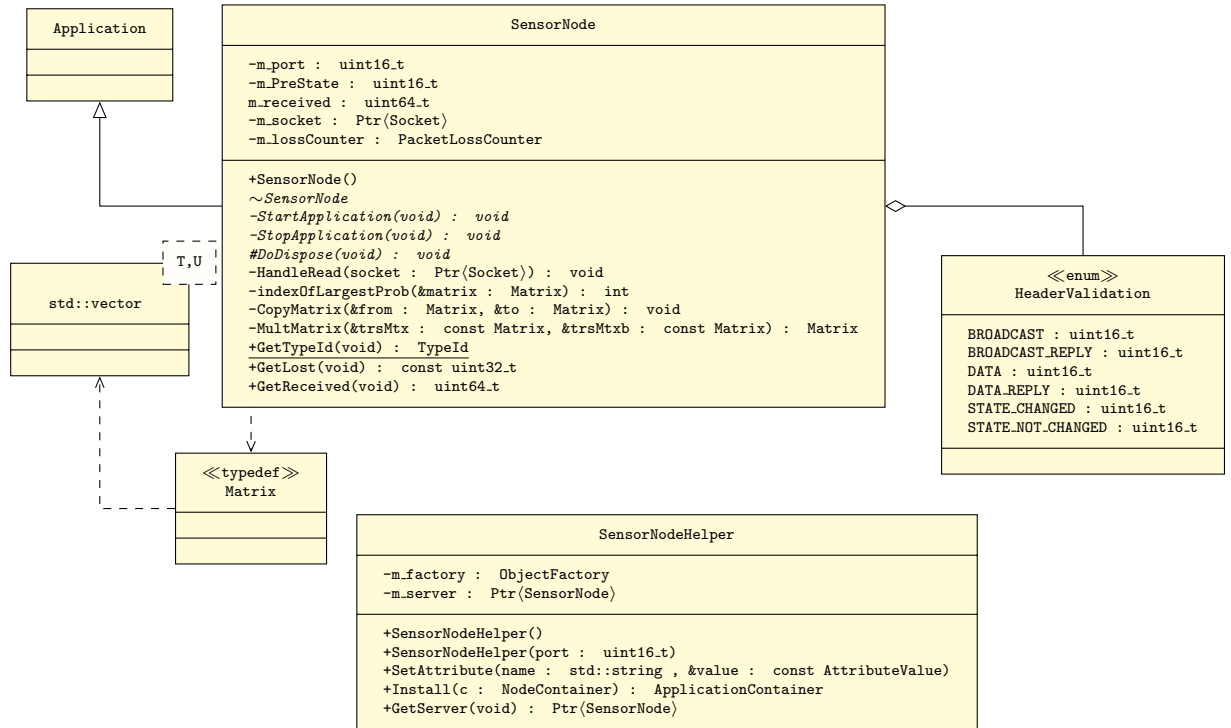 Application
SensorNode
-m_port : uint16_t
-m_PreState : uint16_t
m_received : uint64_t
-m_socket : Ptr⟨Socket⟩
-m_lossCounter : PacketLossCounter
+SensorNode()
∼SensorNode
-StartApplication(void) : void
-StopApplication(void) : void
#DoDispose(void) : void
-HandleRead(socket : Ptr⟨Socket⟩) : void
-indexOfLargestProb(&matrix : Matrix) : int
-CopyMatrix(&from : Matrix, &to : Matrix) : void
-MultMatrix(&trsMtx : const Matrix, &trsMtxb : const Matrix) : Matrix
+GetTypeId(void) : TypeId
+GetLost(void) : const uint32_t
+GetReceived(void) : uint64_t
T,U
std::vector
≪enum≫
HeaderValidation
BROADCAST : uint16_t
BROADCAST_REPLY : uint16_t
DATA : uint16_t
DATA_REPLY : uint16_t
STATE_CHANGED : uint16_t
STATE_NOT_CHANGED : uint16_t
≪typedef≫
Matrix
SensorNodeHelper
-m_factory : ObjectFactory
-m_server : Ptr⟨SensorNode⟩
+SensorNodeHelper()
+SensorNodeHelper(port : uint16_t)
+SetAttribute(name : std::string , &value : const AttributeValue)
+Install(c : NodeContainer) : ApplicationContainer
+GetServer(void) : Ptr⟨SensorNode⟩